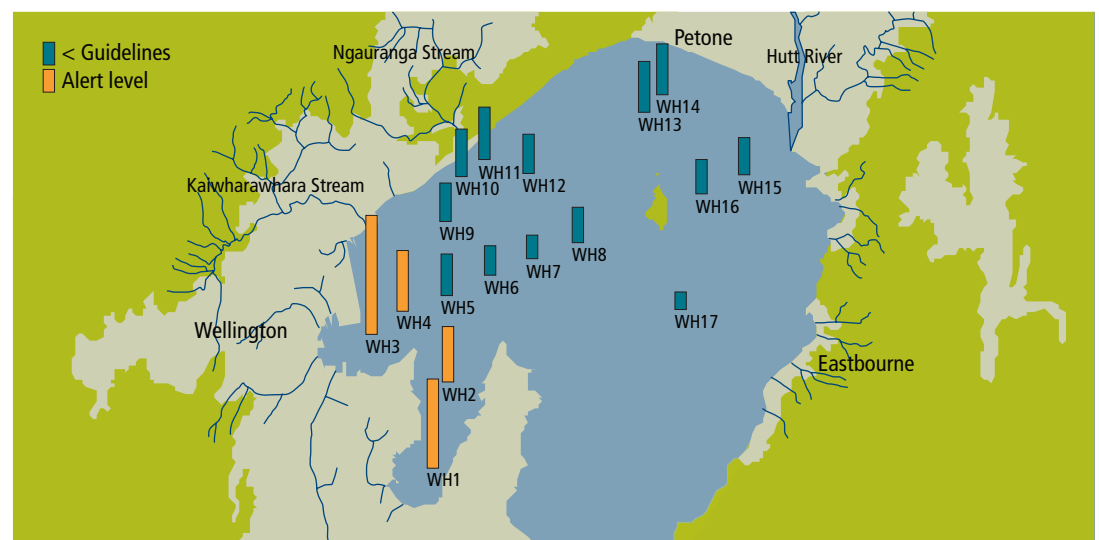 < Guidelines
Alert level
Ngauranga Stream
Petone
Hutt River
WH14
WH13
WH11
WH12
WH10
WH15
Kaiwharawhara Stream
WH16
WH9
WH8
WH7
WH6
WH5
WH4
WH17
Wellington
WH3
Eastbourne
WH2
WH1